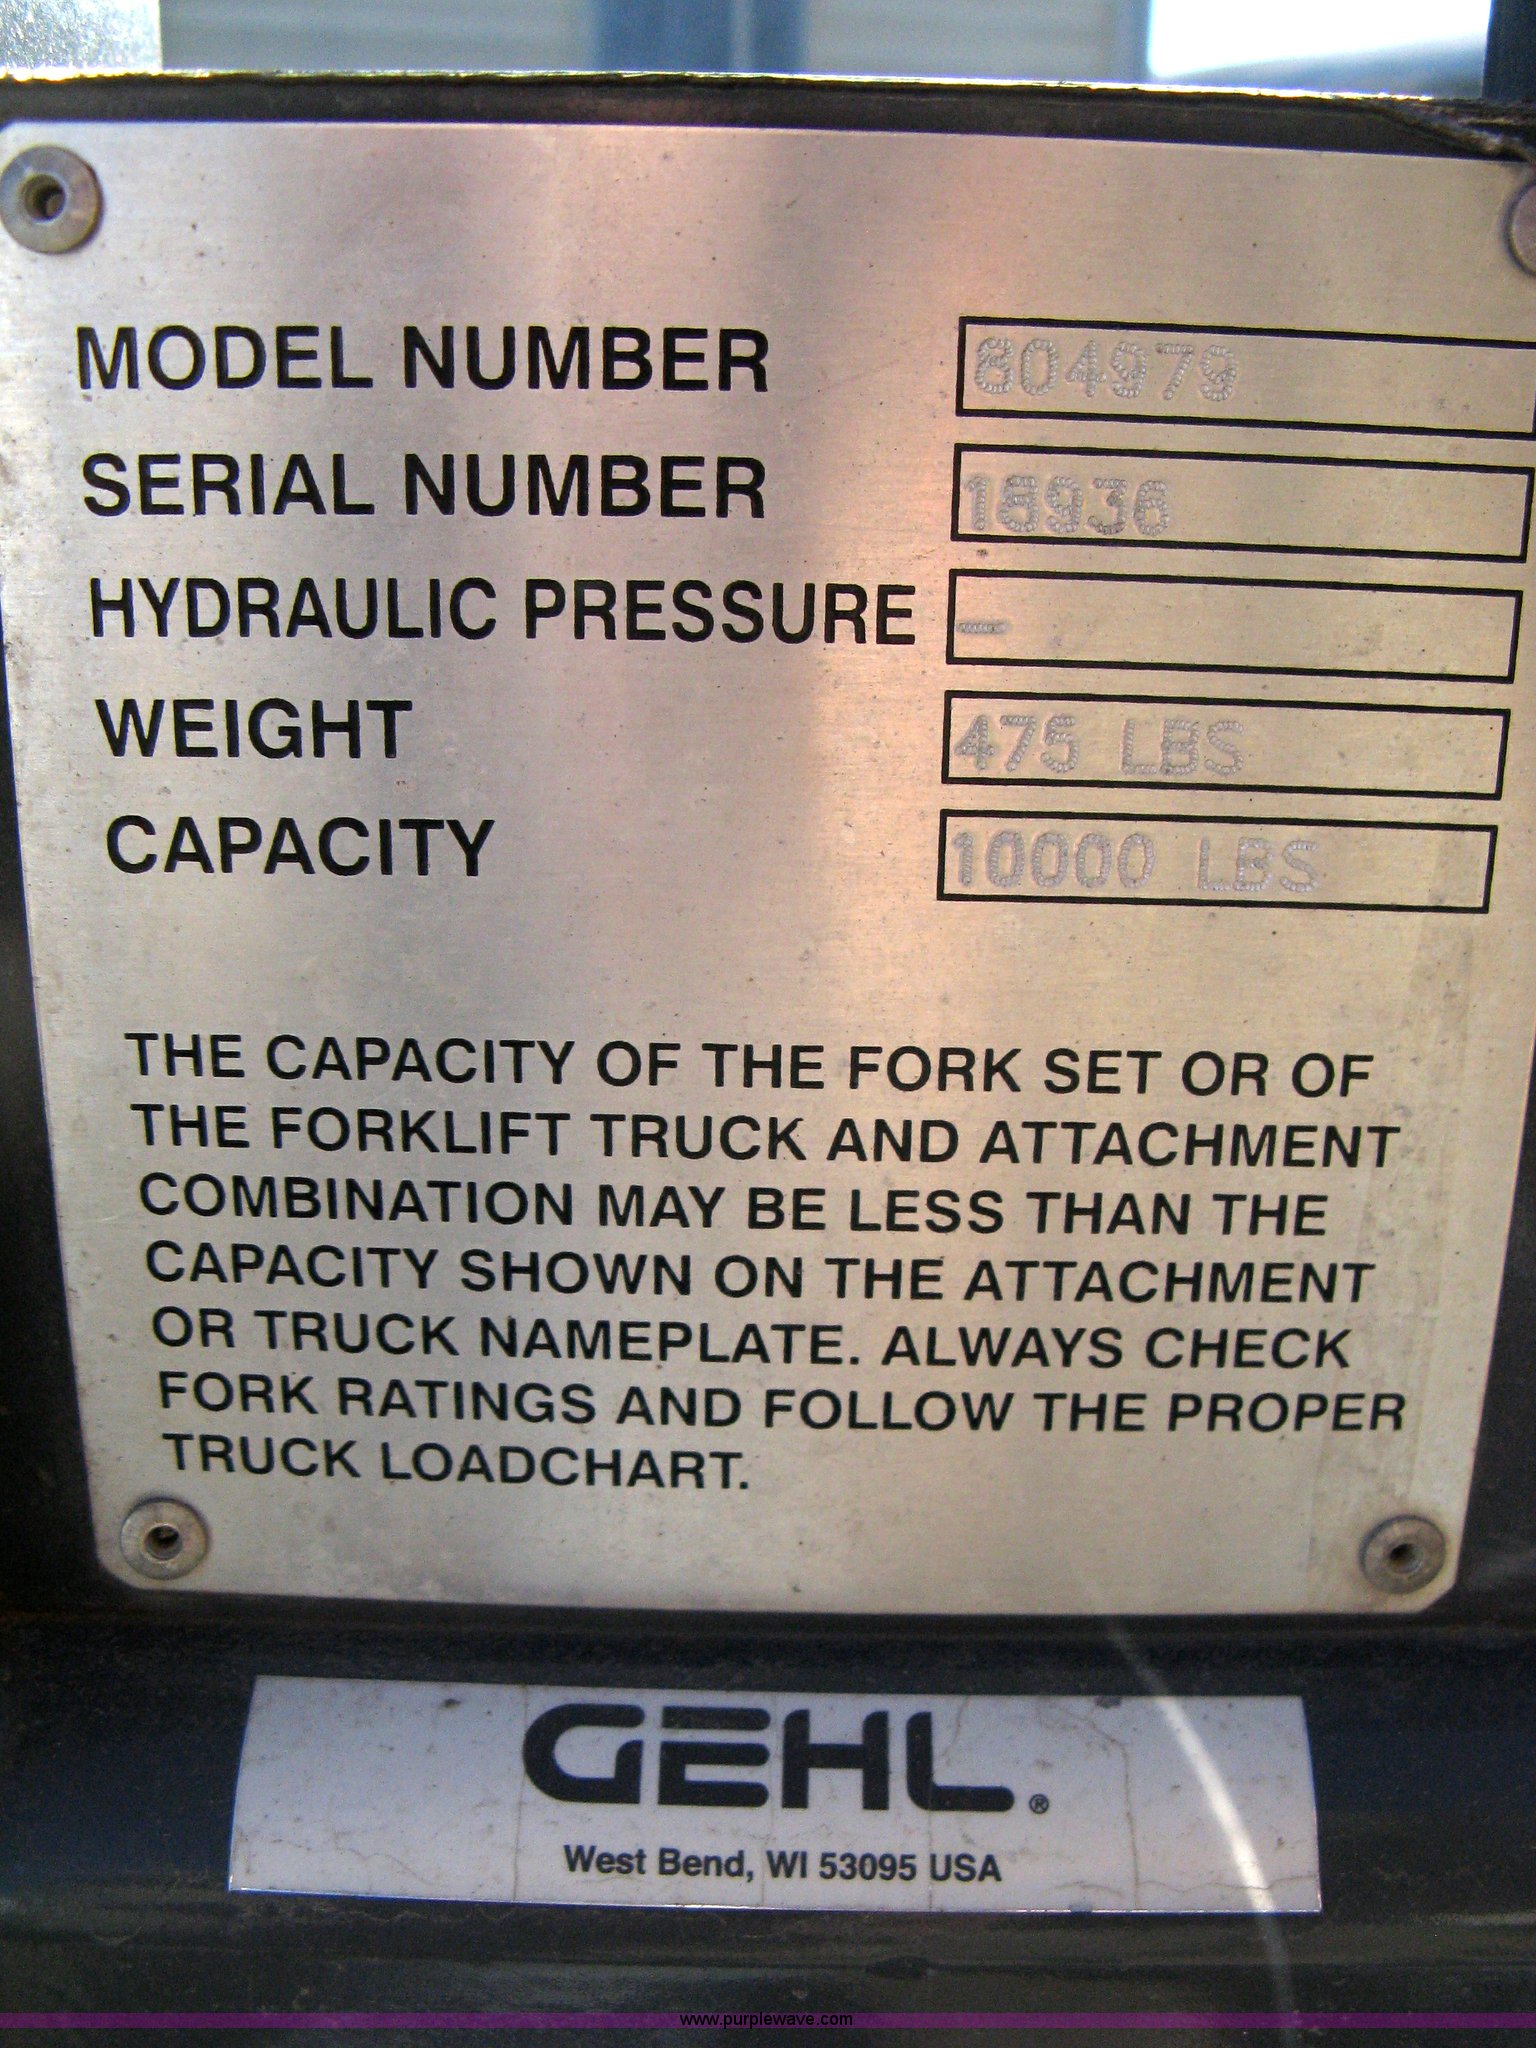 MODEL NUMBER 804979
SERIAL NUMBER 18938
HYDRAULIC PRESSURE –
WEIGHT 475 LBS
CAPACITY 10000 LBS
THE CAPACITY OF THE FORK SET OR OF
THE FORKLIFT TRUCK AND ATTACHMENT
COMBINATION MAY BE LESS THAN THE
CAPACITY SHOWN ON THE ATTACHMENT
OR TRUCK NAMEPLATE. ALWAYS CHECK
FORK RATINGS AND FOLLOW THE PROPER
TRUCK LOADCHART.
GEHL®
West Bend, WI 53095 USA
www.purplewave.com